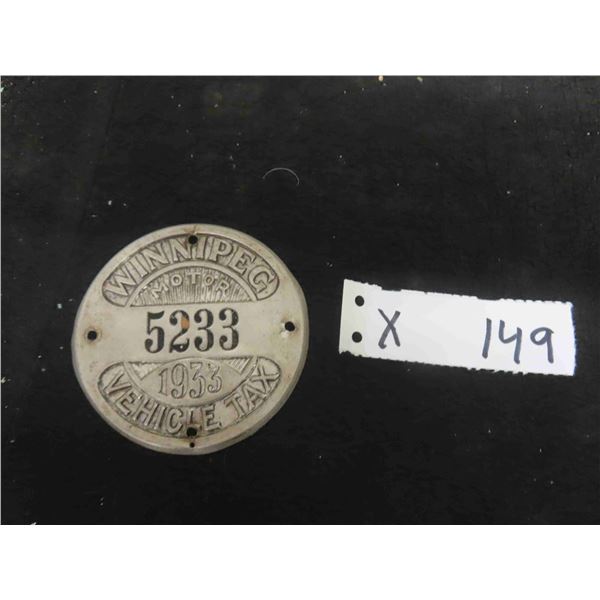 WINNIPEG
MOTOR
5233
1933
VEHICLE TAX
X 149